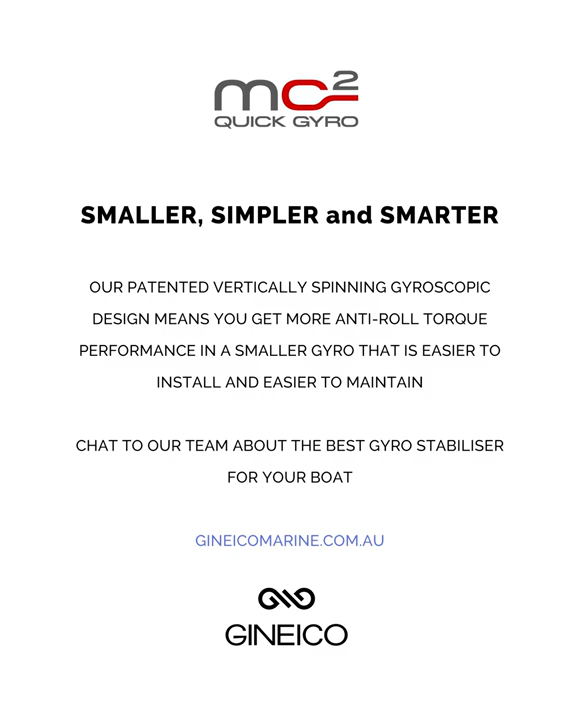 mc²
QUICK GYRO
SMALLER, SIMPLER and SMARTER
OUR PATENTED VERTICALLY SPINNING GYROSCOPIC
DESIGN MEANS YOU GET MORE ANTI-ROLL TORQUE
PERFORMANCE IN A SMALLER GYRO THAT IS EASIER TO
INSTALL AND EASIER TO MAINTAIN
CHAT TO OUR TEAM ABOUT THE BEST GYRO STABILISER
FOR YOUR BOAT
GINEICOMARINE.COM.AU
GINEICO